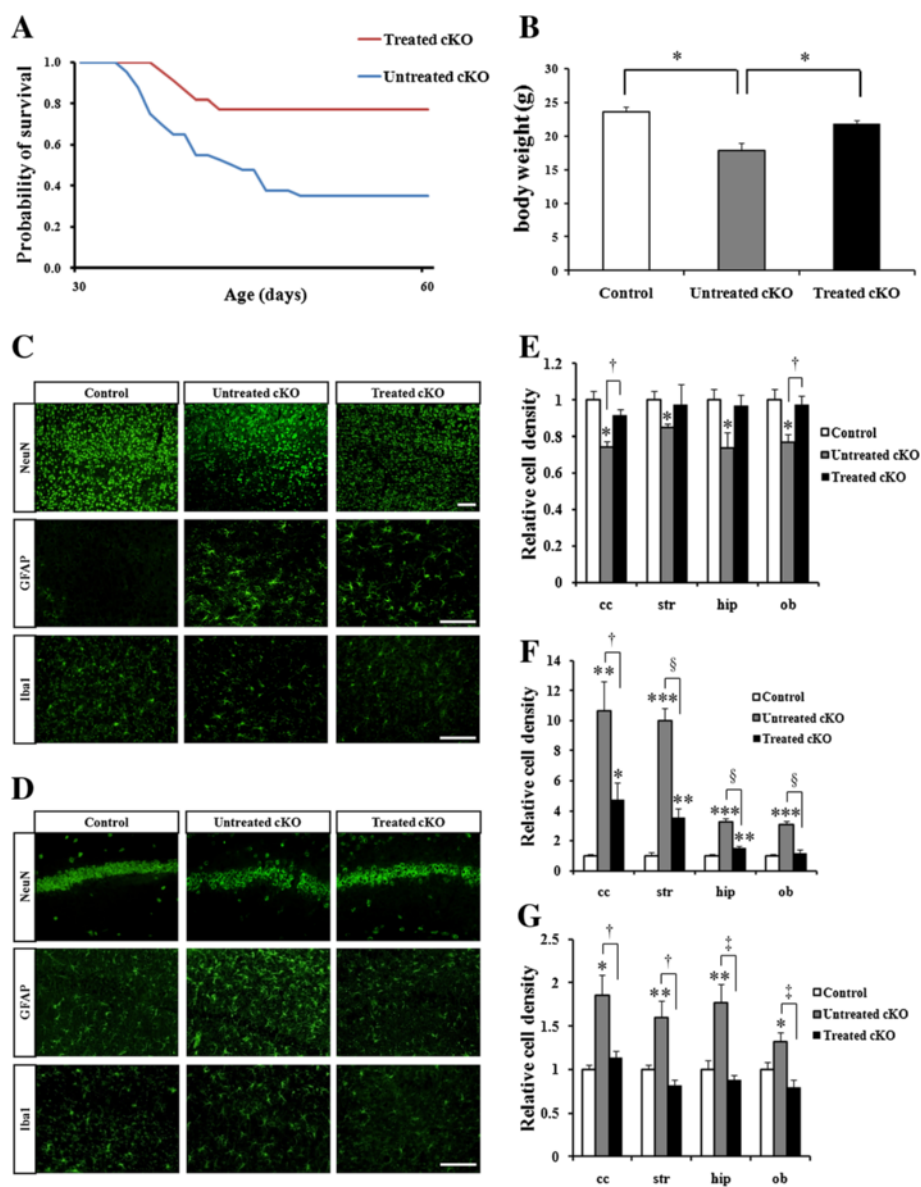 A
Treated cKO
Untreated cKO
Probability of survival
1.0
0.8
0.6
0.4
0.2
0.0
30
60
Age (days)
B
*
*
body weight (g)
30
25
20
15
10
5
0
Control
Untreated cKO
Treated cKO
C
Control
Untreated cKO
Treated cKO
NeuN
GFAP
Iba1
D
Control
Untreated cKO
Treated cKO
NeuN
GFAP
Iba1
E
Relative cell density
1.2
1
0.8
0.6
0.4
0.2
0
† †
* * * *
cc str hip ob
Control
Untreated cKO
Treated cKO
F
Relative cell density
14
12
10
8
6
4
2
0
† § § §
** *** *** ***
* ** **
cc str hip ob
Control
Untreated cKO
Treated cKO
G
Relative cell density
2.5
2
1.5
1
0.5
0
† † ‡ ‡
* ** ** *
cc str hip ob
Control
Untreated cKO
Treated cKO